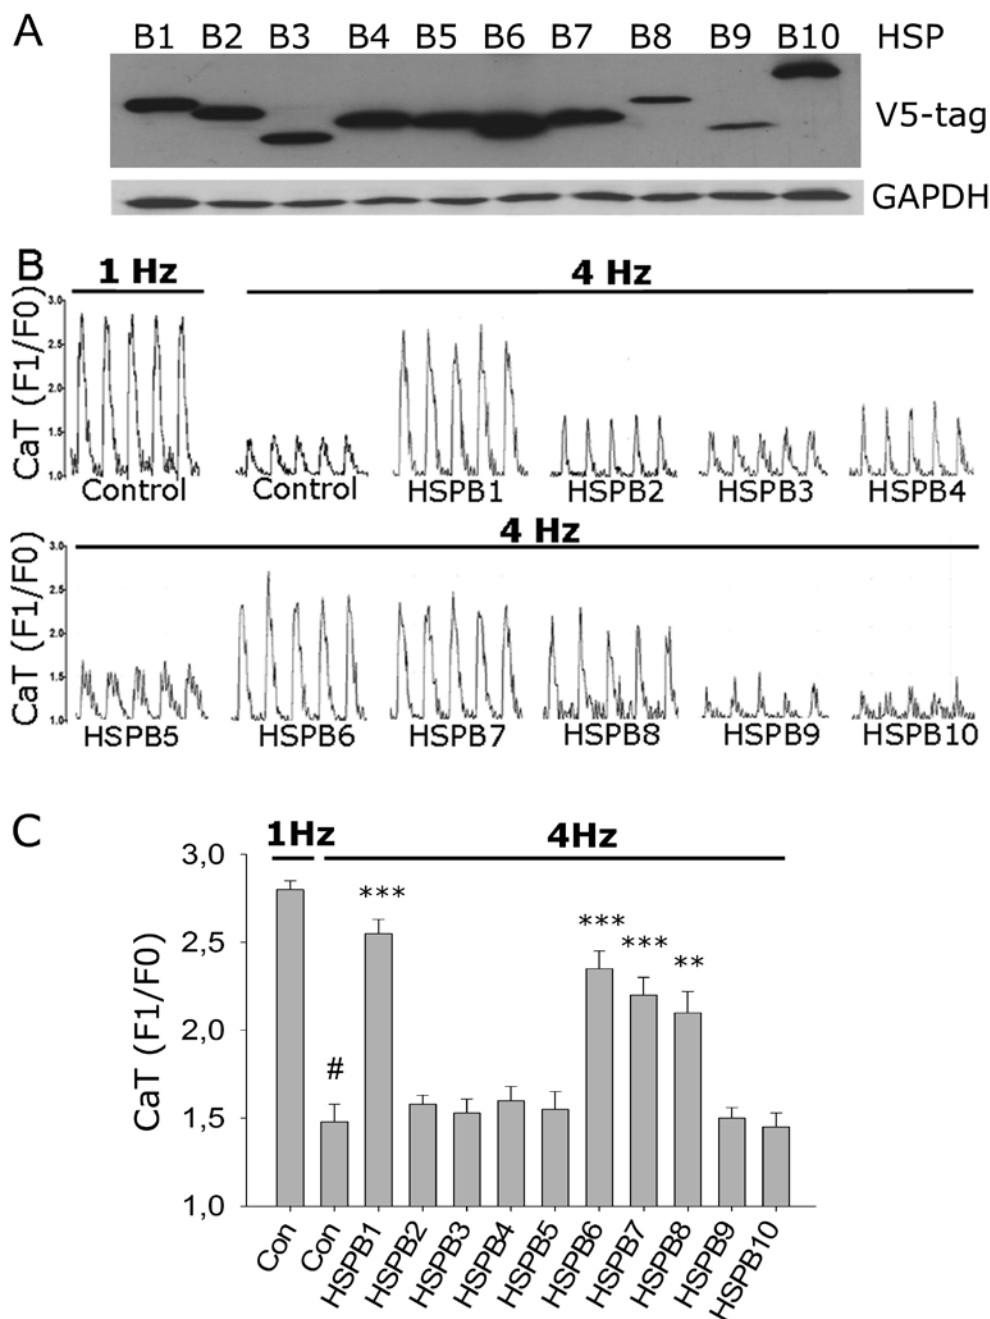 A
B1 B2 B3 B4 B5 B6 B7 B8 B9 B10 HSP
V5-tag
GAPDH
B
1 Hz 4 Hz
CaT (F1/F0)
3.0
2.5
2.0
1.5
1.0
Control Control HSPB1 HSPB2 HSPB3 HSPB4
4 Hz
CaT (F1/F0)
3.0
2.5
2.0
1.5
1.0
HSPB5 HSPB6 HSPB7 HSPB8 HSPB9 HSPB10
C
1Hz 4Hz
CaT (F1/F0)
3,0
2,5
2,0
1,5
1,0
*** *** *** **
#
Con Con HSPB1 HSPB2 HSPB3 HSPB4 HSPB5 HSPB6 HSPB7 HSPB8 HSPB9 HSPB10